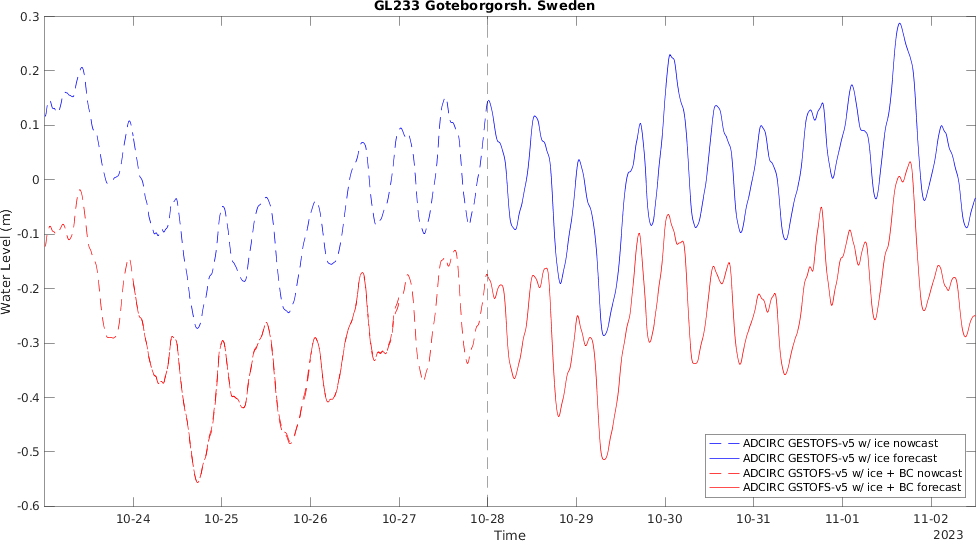 GL233 Goteborgorsh. Sweden
0.3
0.2
0.1
0
-0.1
-0.2
-0.3
-0.4
-0.5
-0.6
Water Level (m)
10-24 10-25 10-26 10-27 10-28 10-29 10-30 10-31 11-01 11-02
Time
2023
ADCIRC GESTOFS-v5 w/ ice nowcast
ADCIRC GESTOFS-v5 w/ ice forecast
ADCIRC GSTOFS-v5 w/ ice + BC nowcast
ADCIRC GSTOFS-v5 w/ ice + BC forecast